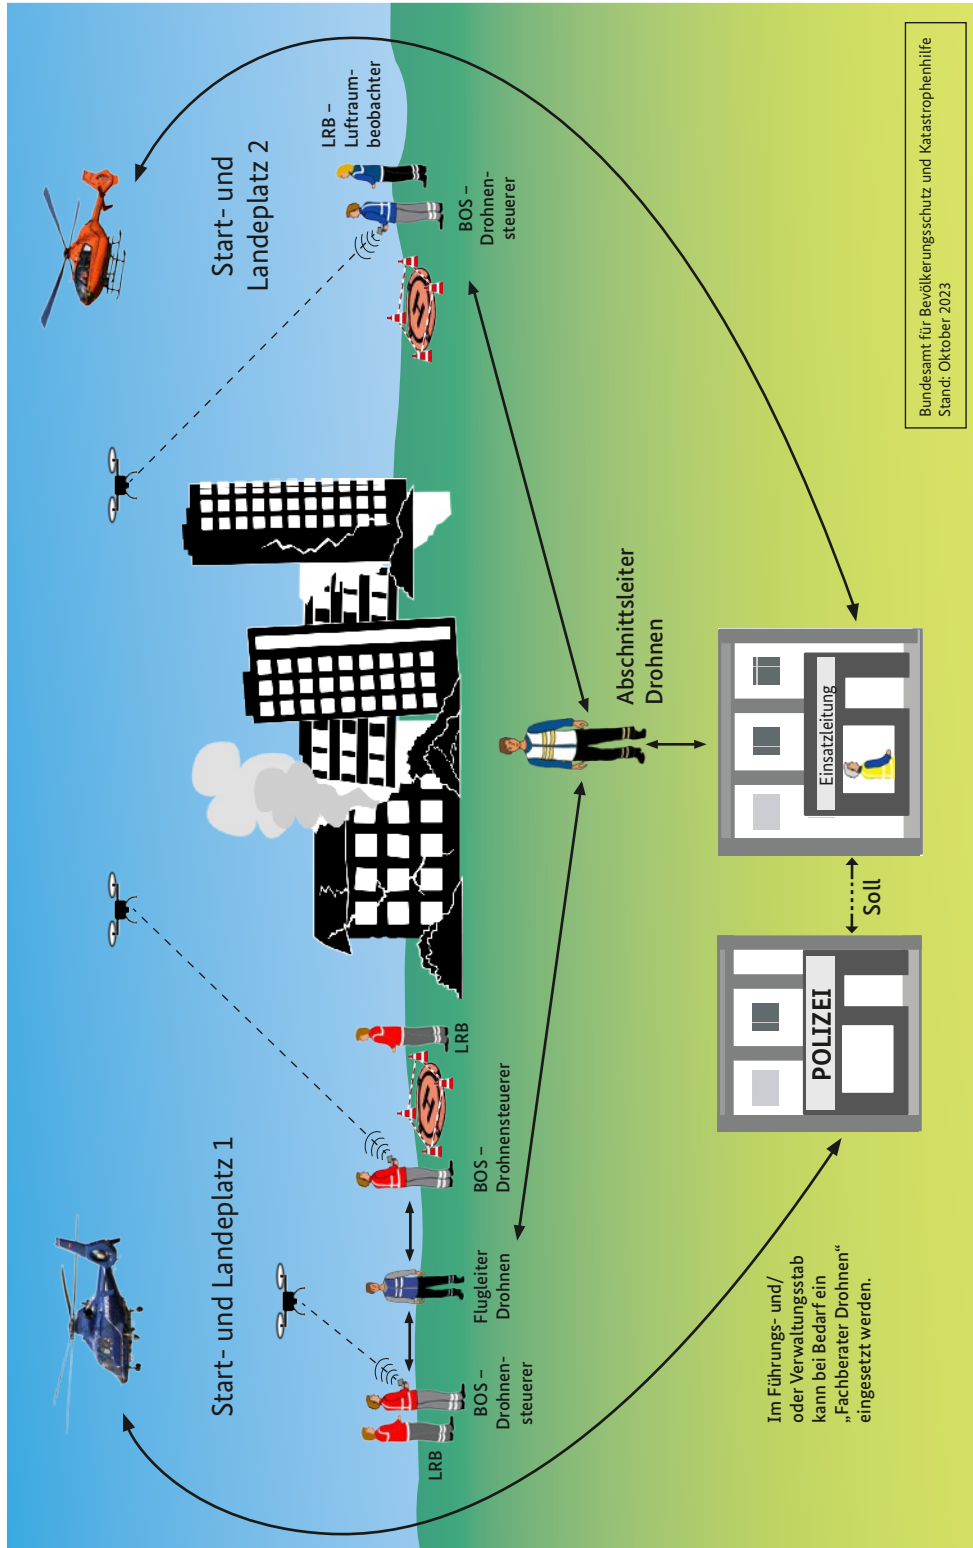 Start- und Landeplatz 1
Start- und
Landeplatz 2
LRB –
Luftraum-
beobachter
LRB
BOS –
Drohnen-
steuerer
Flugleiter
Drohnen
BOS –
Drohnensteuerer
H
LRB
H
BOS –
Drohnen-
steuerer
Abschnittsleiter
Drohnen
POLIZEI
Soll
Einsatzleitung
Im Führungs- und/
oder Verwaltungsstab
kann bei Bedarf ein
„Fachberater Drohnen“
eingesetzt werden.
Bundesamt für Bevölkerungsschutz und Katastrophenhilfe
Stand: Oktober 2023